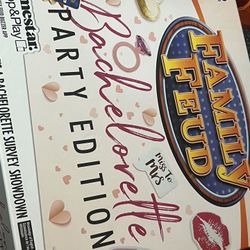 FAMILY
FEUD
Bachelorette
PARTY EDITION
MISS TO
MRS
BACHELORETTE SURVEY SHOWDOWN